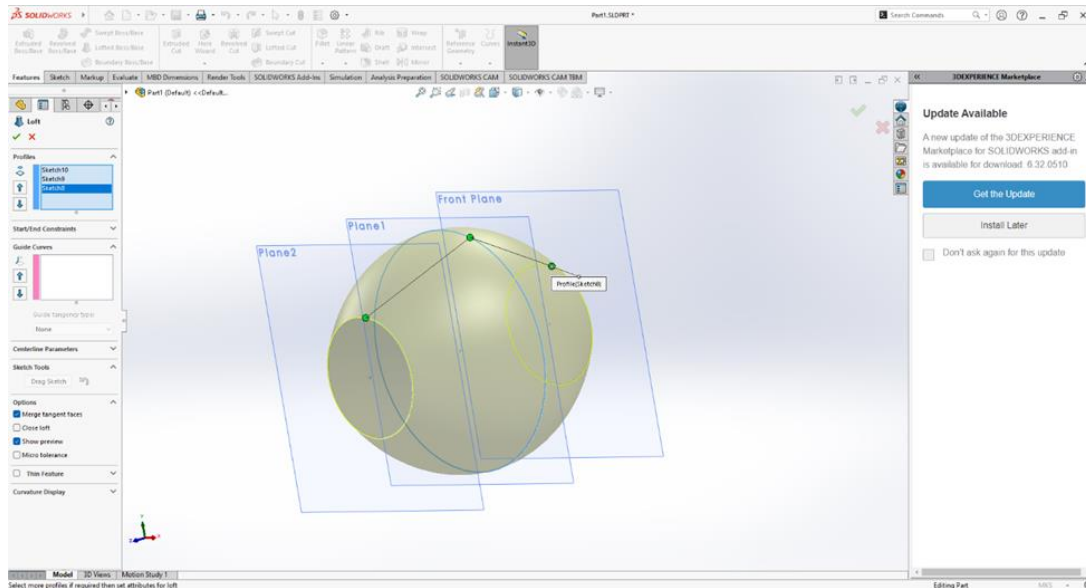 SOLIDWORKS
Part1.SLDPRT *
Search Commands
Extruded Boss/Base
Revolved Boss/Base
Swept Boss/Base
Lofted Boss/Base
Boundary Boss/Base
Extruded Cut
Hole Wizard
Revolved Cut
Swept Cut
Lofted Cut
Boundary Cut
Fillet
Linear Pattern
Rib
Draft
Shell
Wrap
Intersect
Mirror
Reference Geometry
Curves
Instant3D
Features Sketch Markup Evaluate MBD Dimensions Render Tools SOLIDWORKS Add-Ins Simulation Analysis Preparation SOLIDWORKS CAM SOLIDWORKS CAM TBM
Part1 (Default) <<Default...
Loft
Profiles
Sketch10
Sketch9
Sketch8
Start/End Constraints
Guide Curves
Guide tangency type:
None
Centerline Parameters
Sketch Tools
Drag Sketch
Options
Merge tangent faces
Close loft
Show preview
Micro tolerance
Thin Feature
Curvature Display
Front Plane
Plane1
Plane2
Profile(Sketch8)
3DEXPERIENCE Marketplace
Update Available
A new update of the 3DEXPERIENCE
Marketplace for SOLIDWORKS add-in
is available for download: 6.32.0510
Get the Update
Install Later
Don't ask again for this update
Model 3D Views Motion Study 1
Select more profiles if required then set attributes for loft
Editing Part
MKS